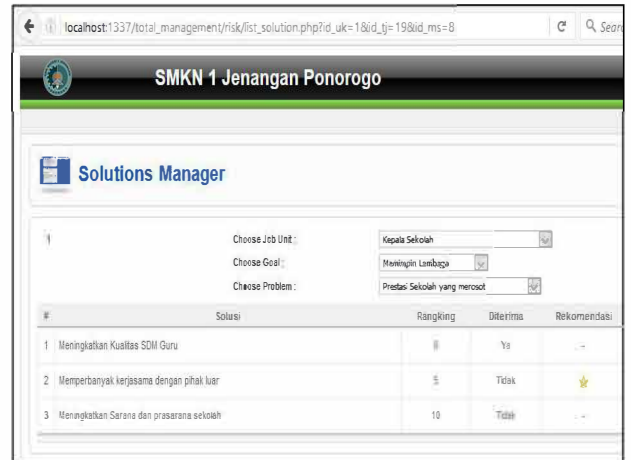 localhost:1337/total_management/risk/list_solution.php?id_uk=1&id_tj=19&id_ms=8 C Sear
SMKN 1 Jenangan Ponorogo
Solutions Manager
Choose Job Unit : Kepala Sekolah
Choose Goal : Memimpin Lembaga
Choose Problem : Prestasi Sekolah yang merosot
# Solusi Rangking Diterima Rekomendasi
1 Meningkatkan Kualitas SDM Guru Ya -
2 Memperbanyak kerjasama dengan pihak luar 5 Tidak
3 Meningkatkan Sarana dan prasarana sekolah 10 Tidak -